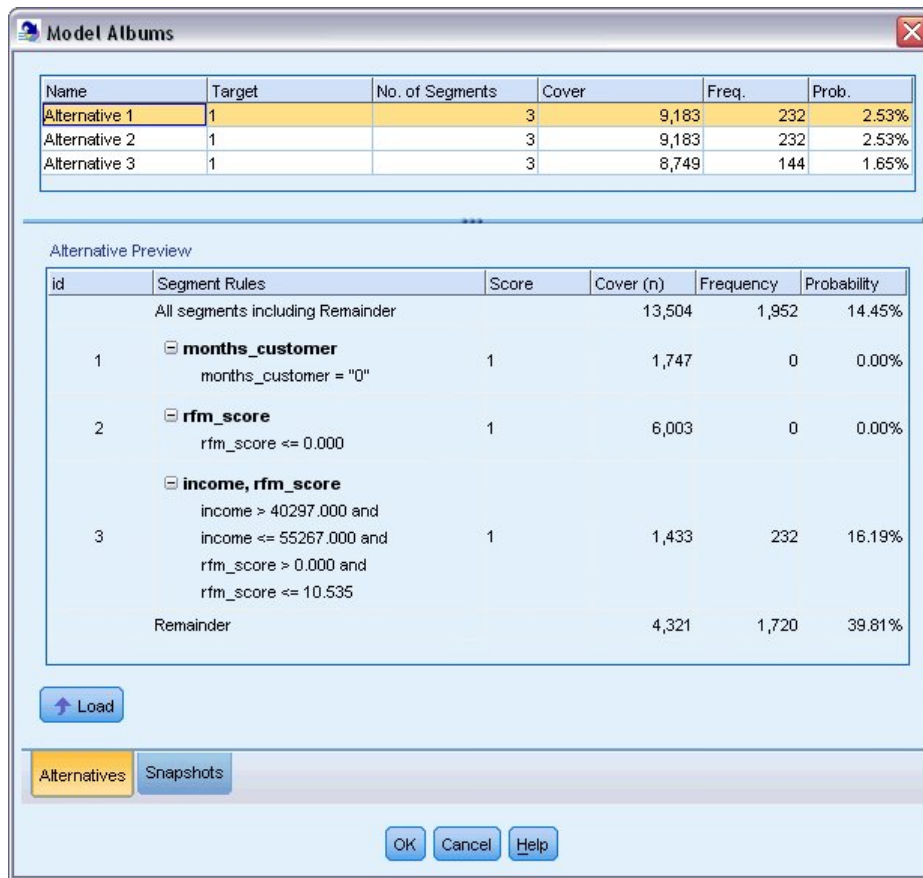 Model Albums
Name Target No. of Segments Cover Freq. Prob.
Alternative 1 1 3 9,183 232 2.53%
Alternative 2 1 3 9,183 232 2.53%
Alternative 3 1 3 8,749 144 1.65%
Alternative Preview
id Segment Rules Score Cover (n) Frequency Probability
All segments including Remainder 13,504 1,952 14.45%
months_customer
1 1 1,747 0 0.00%
months_customer = "0"
rfm_score
2 1 6,003 0 0.00%
rfm_score <= 0.000
income, rfm_score
income > 40297.000 and
3 income <= 55267.000 and 1 1,433 232 16.19%
rfm_score > 0.000 and
rfm_score <= 10.535
Remainder 4,321 1,720 39.81%
Load
Alternatives Snapshots
OK Cancel Help